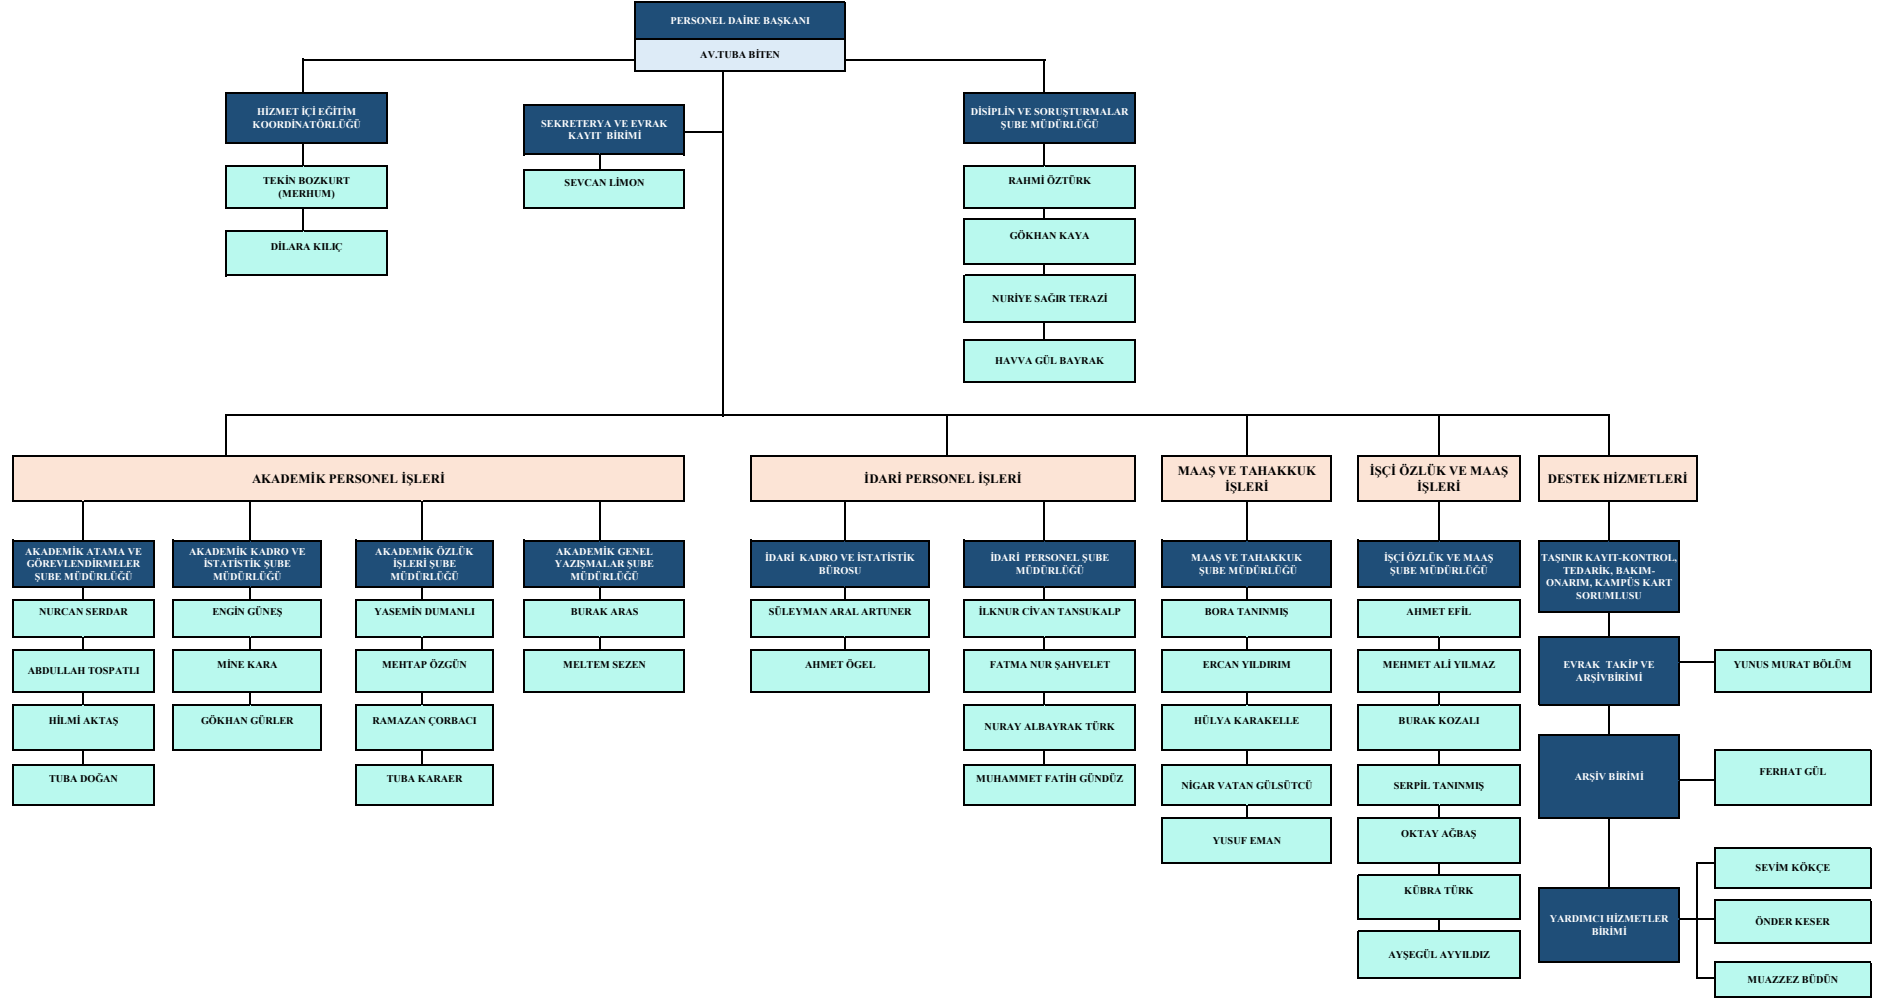 PERSONEL DAİRE BAŞKANI
AV.TUBA BİTEN
HİZMET İÇİ EĞİTİM
KOORDİNATÖRLÜĞÜ
TEKİN BOZKURT
(MERHUM)
DİLARA KILIÇ
SEKRETERYA VE EVRAK
KAYIT BİRİMİ
SEVCAN LİMON
DİSİPLİN VE SORUŞTURMALAR
ŞUBE MÜDÜRLÜĞÜ
RAHMİ ÖZTÜRK
GÖKHAN KAYA
NURİYE SAĞIR TERAZİ
HAVVA GÜL BAYRAK
AKADEMİK PERSONEL İŞLERİ
AKADEMİK ATAMA VE
GÖREVLENDİRMELER
ŞUBE MÜDÜRLÜĞÜ
NURCAN SERDAR
ABDULLAH TOSPATLI
HİLMİ AKTAŞ
TUBA DOĞAN
AKADEMİK KADRO VE
İSTATİSTİK ŞUBE
MÜDÜRLÜĞÜ
ENGİN GÜNEŞ
MİNE KARA
GÖKHAN GÜRLER
AKADEMİK ÖZLÜK
İŞLERİ ŞUBE
MÜDÜRLÜĞÜ
YASEMİN DUMANLI
MEHTAP ÖZGÜN
RAMAZAN ÇORBACI
TUBA KARAER
AKADEMİK GENEL
YAZIŞMALAR ŞUBE
MÜDÜRLÜĞÜ
BURAK ARAS
MELTEM SEZEN
İDARİ PERSONEL İŞLERİ
İDARİ KADRO VE İSTATİSTİK
BÜROSU
SÜLEYMAN ARAL ARTUNER
AHMET ÖGEL
İDARİ PERSONEL ŞUBE
MÜDÜRLÜĞÜ
İLKNUR CİVAN TANSUKALP
FATMA NUR ŞAHVELET
NURAY ALBAYRAK TÜRK
MUHAMMET FATİH GÜNDÜZ
MAAŞ VE TAHAKKUK
İŞLERİ
MAAŞ VE TAHAKKUK
ŞUBE MÜDÜRLÜĞÜ
BORA TANINMIŞ
ERCAN YILDIRIM
HÜLYA KARAKELLE
NİGAR VATAN GÜLSÜTCÜ
YUSUF EMAN
İŞÇİ ÖZLÜK VE MAAŞ
İŞLERİ
İŞÇİ ÖZLÜK VE MAAŞ
ŞUBE MÜDÜRLÜĞÜ
AHMET EFİL
MEHMET ALİ YILMAZ
BURAK KOZALI
SERPİL TANINMIŞ
OKTAY AĞBAŞ
KÜBRA TÜRK
AYŞEGÜL AYYILDIZ
DESTEK HİZMETLERİ
TAŞINIR KAYIT-KONTROL,
TEDARİK, BAKIM-
ONARIM, KAMPÜS KART
SORUMLUSU
EVRAK TAKİP VE
ARŞİVBİRİMİ
YUNUS MURAT BÖLÜM
ARŞİV BİRİMİ
FERHAT GÜL
YARDIMCI HİZMETLER
BİRİMİ
SEVİM KÖKÇE
ÖNDER KESER
MUAZZEZ BÜDÜN